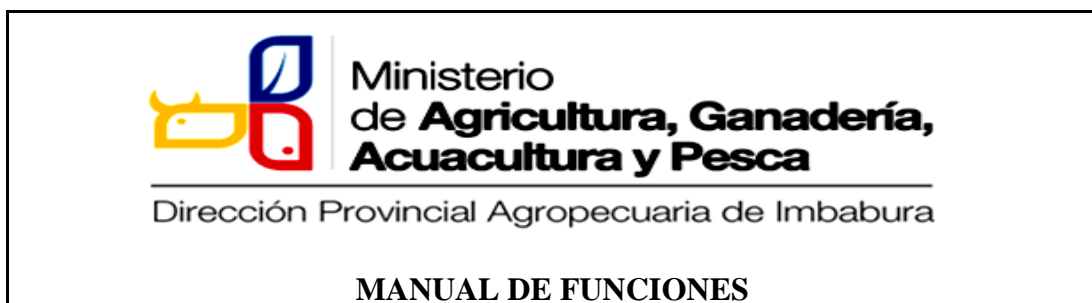 Ministerio
de Agricultura, Ganadería,
Acuacultura y Pesca
Dirección Provincial Agropecuaria de Imbabura
MANUAL DE FUNCIONES